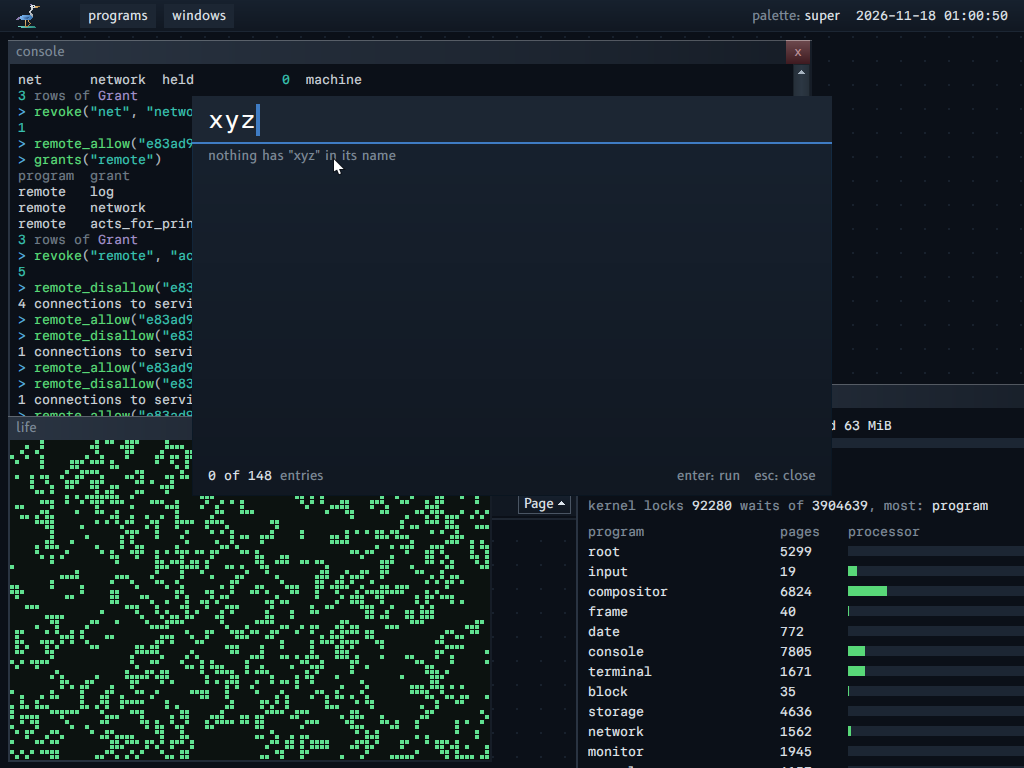 programs windows palette: super 2026-11-18 01:00:50
console x
net network held 0 machine
3 rows of Grant
> revoke("net", "netwo
1
> remote_allow("e83ad9
> grants("remote")
program grant
remote log
remote network
remote acts_for_prin
3 rows of Grant
> revoke("remote", "ac
5
> remote_disallow("e83
4 connections to servi
> remote_allow("e83ad9
> remote_disallow("e83
1 connections to servi
> remote_allow("e83ad9
> remote_disallow("e83
1 connections to servi
> remote_allow("e83ad9
xyz
nothing has "xyz" in its name
0 of 148 entries enter: run esc: close
life
d 63 MiB
Page
kernel locks 92280 waits of 3904639, most: program
program pages processor
root 5299
input 19
compositor 6824
frame 40
date 772
console 7805
terminal 1671
block 35
storage 4636
network 1562
monitor 1945